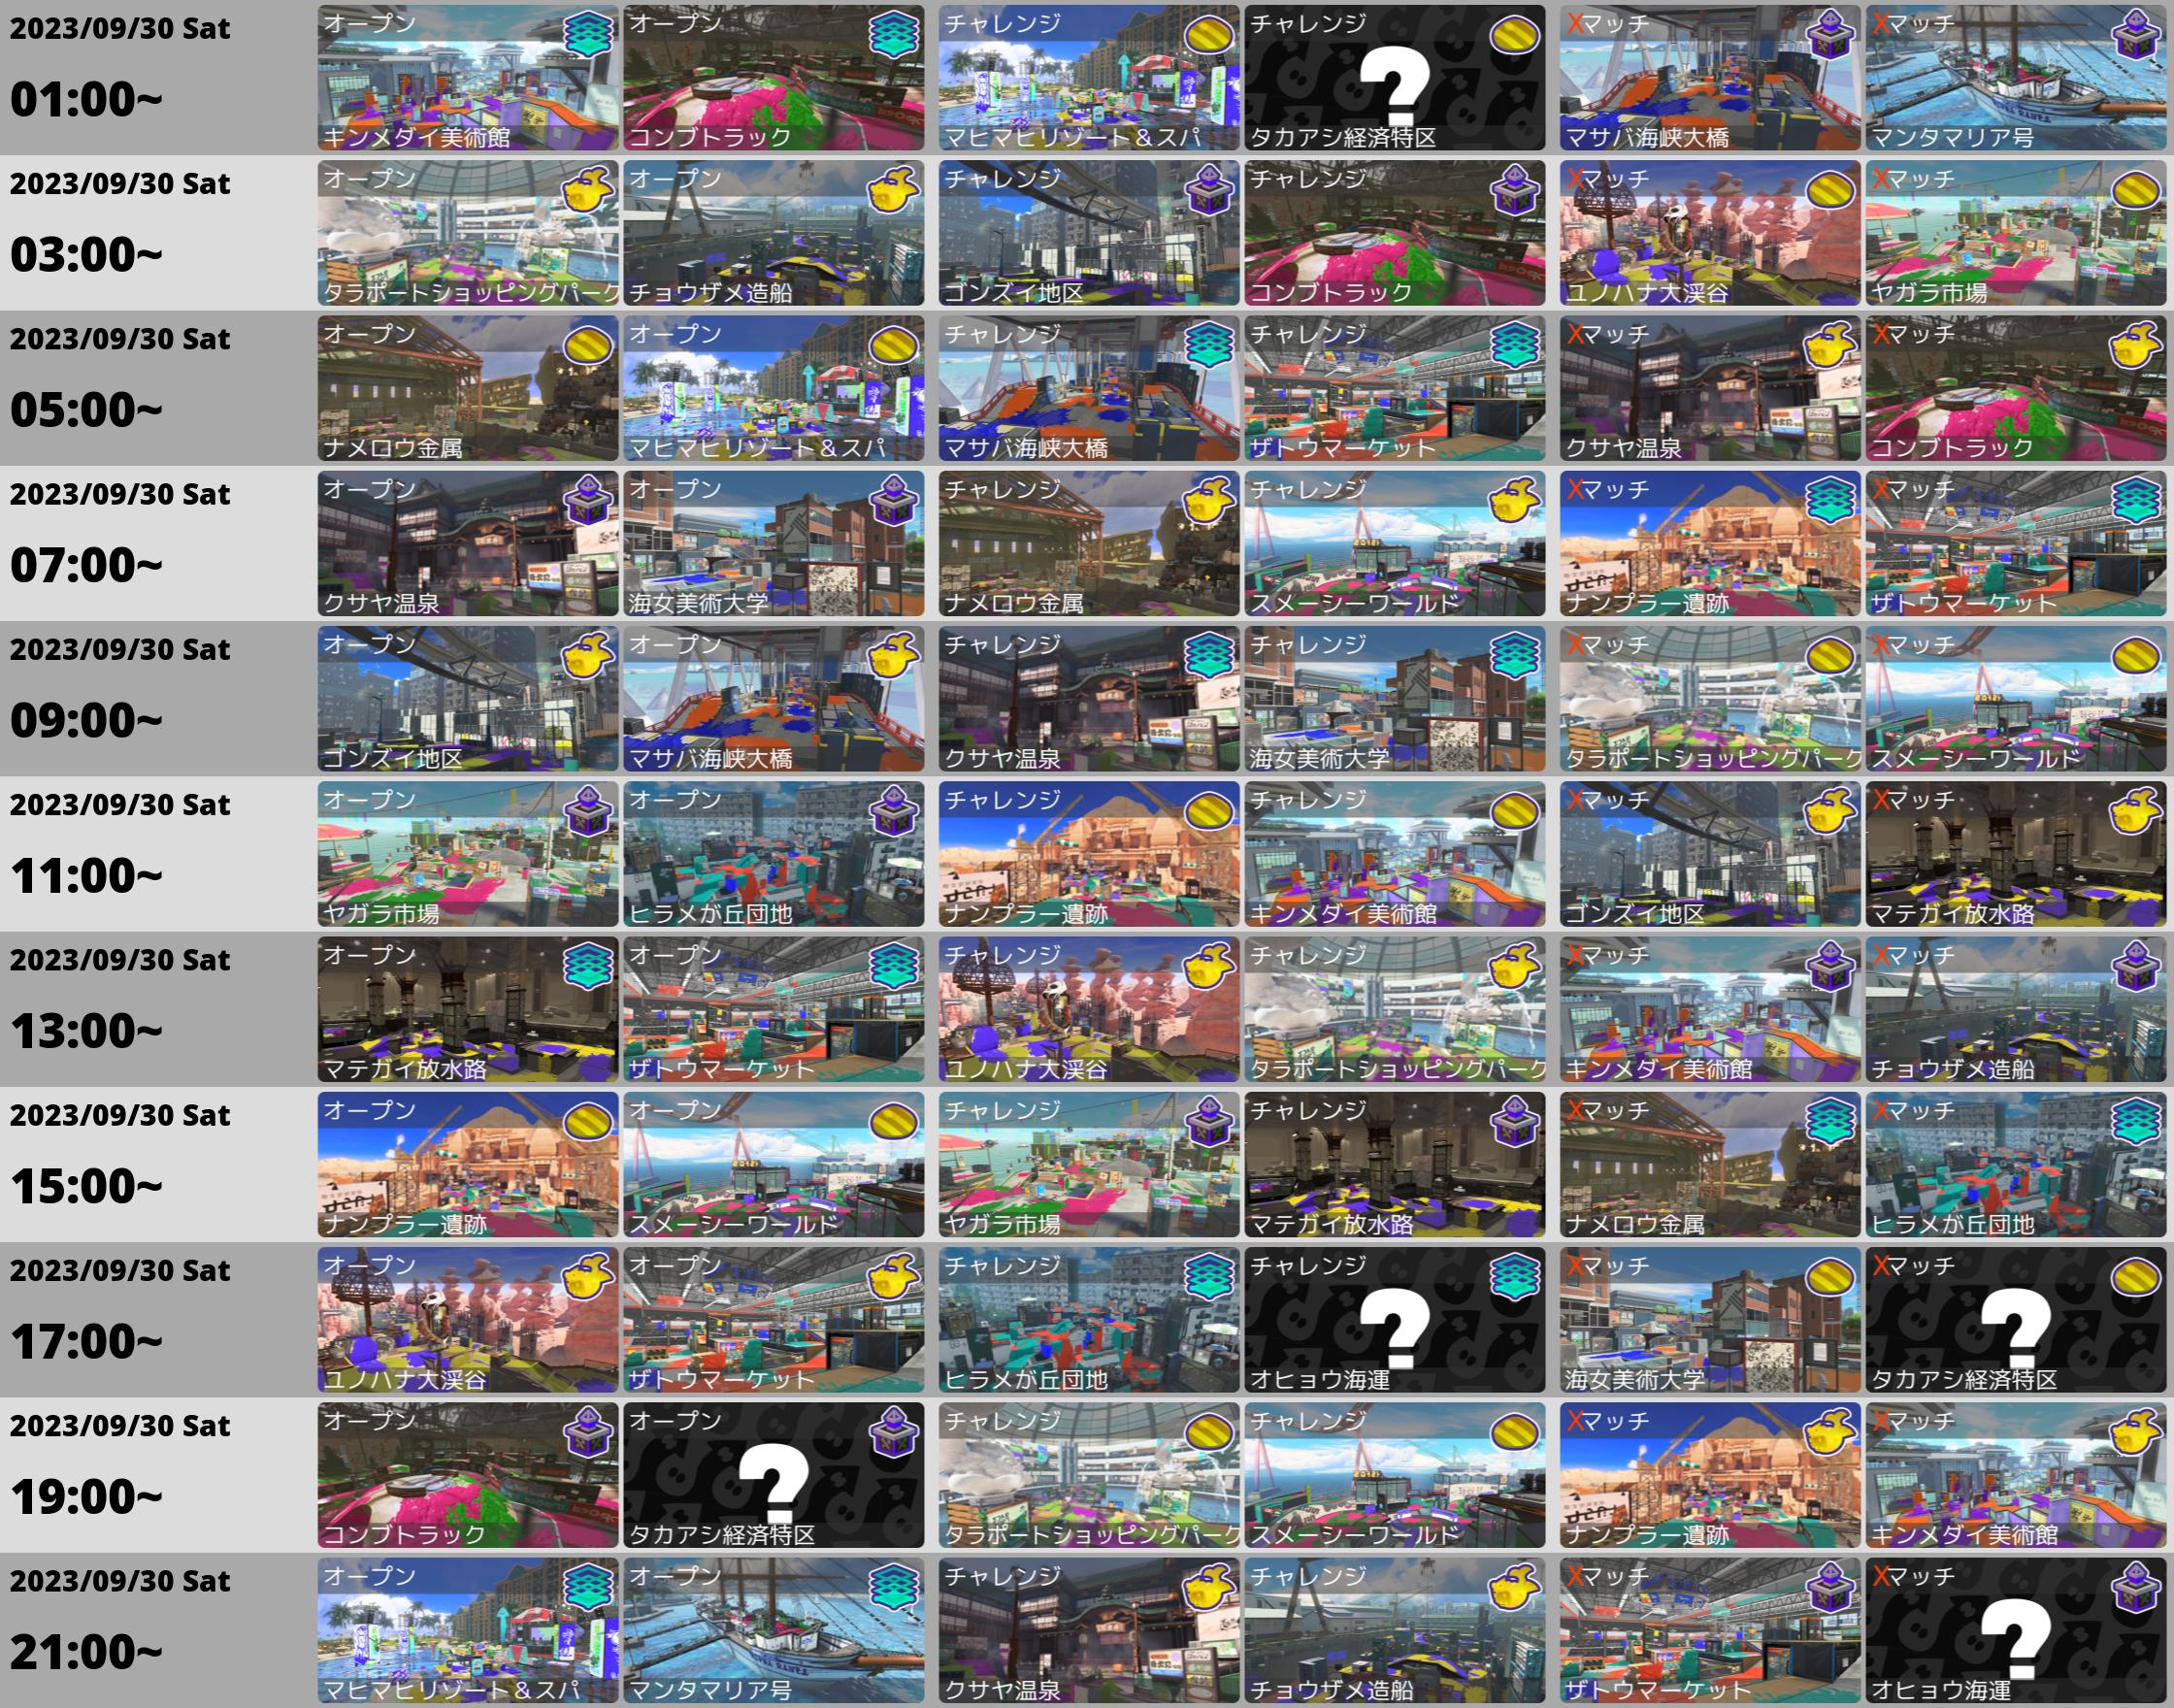 2023/09/30 Sat
01:00~
オープン
キンメダイ美術館
オープン
コンブトラック
チャレンジ
マヒマヒリゾート＆スパ
チャレンジ
タカアシ経済特区
Xマッチ
マサバ海峡大橋
Xマッチ
マンタマリア号
2023/09/30 Sat
03:00~
オープン
タラポートショッピングパーク
オープン
チョウザメ造船
チャレンジ
ゴンズイ地区
チャレンジ
コンブトラック
Xマッチ
ユノハナ大渓谷
Xマッチ
ヤガラ市場
2023/09/30 Sat
05:00~
オープン
ナメロウ金属
オープン
マヒマヒリゾート＆スパ
チャレンジ
マサバ海峡大橋
チャレンジ
ザトウマーケット
Xマッチ
クサヤ温泉
Xマッチ
コンブトラック
2023/09/30 Sat
07:00~
オープン
クサヤ温泉
オープン
海女美術大学
チャレンジ
ナメロウ金属
チャレンジ
スメーシーワールド
Xマッチ
ナンプラー遺跡
Xマッチ
ザトウマーケット
2023/09/30 Sat
09:00~
オープン
ゴンズイ地区
オープン
マサバ海峡大橋
チャレンジ
クサヤ温泉
チャレンジ
海女美術大学
Xマッチ
タラポートショッピングパーク
Xマッチ
スメーシーワールド
2023/09/30 Sat
11:00~
オープン
ヤガラ市場
オープン
ヒラメが丘団地
チャレンジ
ナンプラー遺跡
チャレンジ
キンメダイ美術館
Xマッチ
ゴンズイ地区
Xマッチ
マテガイ放水路
2023/09/30 Sat
13:00~
オープン
マテガイ放水路
オープン
ザトウマーケット
チャレンジ
ユノハナ大渓谷
チャレンジ
タラポートショッピングパーク
Xマッチ
キンメダイ美術館
Xマッチ
チョウザメ造船
2023/09/30 Sat
15:00~
オープン
ナンプラー遺跡
オープン
スメーシーワールド
チャレンジ
ヤガラ市場
チャレンジ
マテガイ放水路
Xマッチ
ナメロウ金属
Xマッチ
ヒラメが丘団地
2023/09/30 Sat
17:00~
オープン
ユノハナ大渓谷
オープン
ザトウマーケット
チャレンジ
ヒラメが丘団地
チャレンジ
オヒョウ海運
Xマッチ
海女美術大学
Xマッチ
タカアシ経済特区
2023/09/30 Sat
19:00~
オープン
コンブトラック
オープン
タカアシ経済特区
チャレンジ
タラポートショッピングパーク
チャレンジ
スメーシーワールド
Xマッチ
ナンプラー遺跡
Xマッチ
キンメダイ美術館
2023/09/30 Sat
21:00~
オープン
マヒマヒリゾート＆スパ
オープン
マンタマリア号
チャレンジ
クサヤ温泉
チャレンジ
チョウザメ造船
Xマッチ
ザトウマーケット
Xマッチ
オヒョウ海運